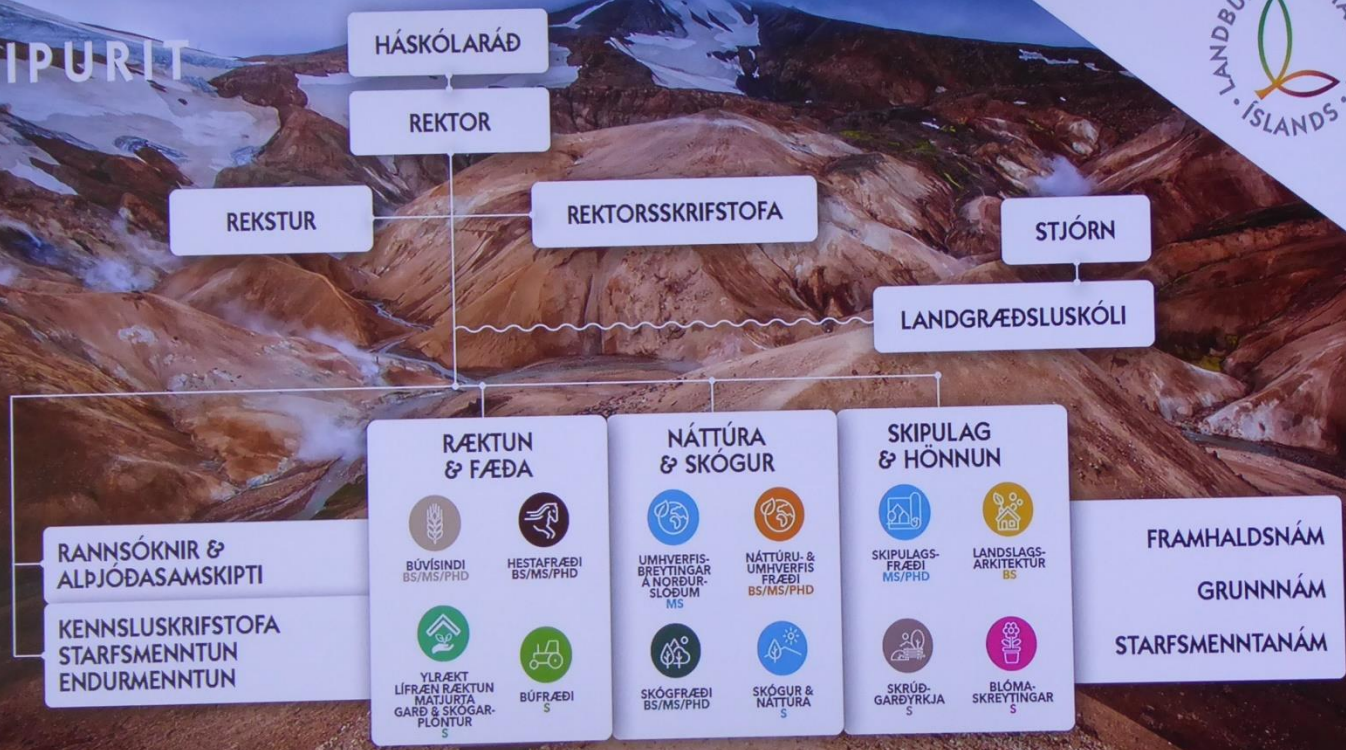 IPURIT
HÁSKÓLARÁÐ
LANDBÚ
ÍSLANDS
REKTOR
REKSTUR
REKTORSSKRIFSTOFA
STJÓRN
LANDGRÆÐSLUSKÓLI
RÆKTUN
& FÆÐA
BÚVÍSINDI
BS/MS/PHD
HESTAFRÆÐI
BS/MS/PHD
YLRÆKT
LÍFRÆN RÆKTUN
MATJURTA
GARÐ & SKÓGAR-
PLÖNTUR
S
BÚFRÆÐI
S
NÁTTÚRA
& SKÓGUR
UMHVERFIS-
BREYTINGAR
Á NORÐUR-
SLOÐUM
MS
NÁTTÚRU- &
UMHVERFIS
FRÆÐI
BS/MS/PHD
SKÓGFRÆÐI
BS/MS/PHD
SKÓGUR &
NÁTTÚRA
S
SKIPULAG
& HÖNNUN
SKIPULAGS-
FRÆÐI
MS/PHD
LANDSLAGS-
ARKITEKTÚR
BS
SKRÚÐ-
GARÐYRKJA
S
BLÓMA-
SKREYTINGAR
S
RANNSÓKNIR &
ALÞJÓÐASAMSKIPTI
KENNSLUSKRIFSTOFA
STARFSMENNTUN
ENDURMENNTUN
FRAMHALDSNÁM
GRUNNNÁM
STARFSMENNTANÁM